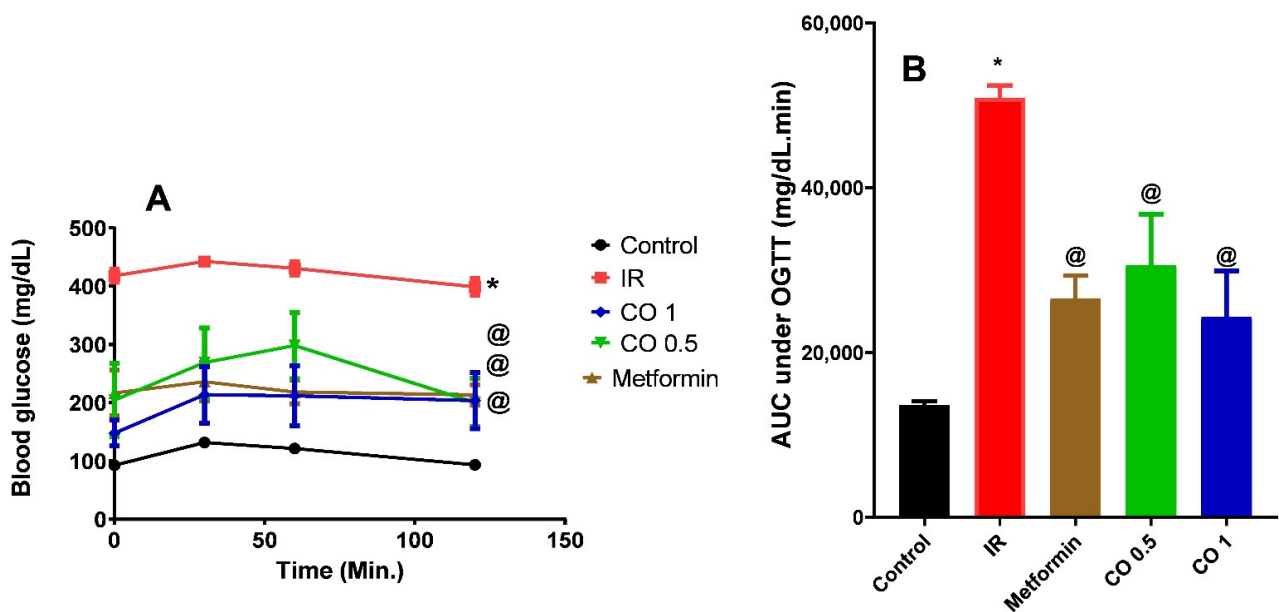 A
Blood glucose (mg/dL)
500
400
300
200
100
0
0
50
100
150
Time (Min.)
*
@
@
@
Control
IR
CO 1
CO 0.5
Metformin
B
AUC under OGTT (mg/dL.min)
60,000
40,000
20,000
0
*
@
@
@
Control
IR
Metformin
CO 0.5
CO 1